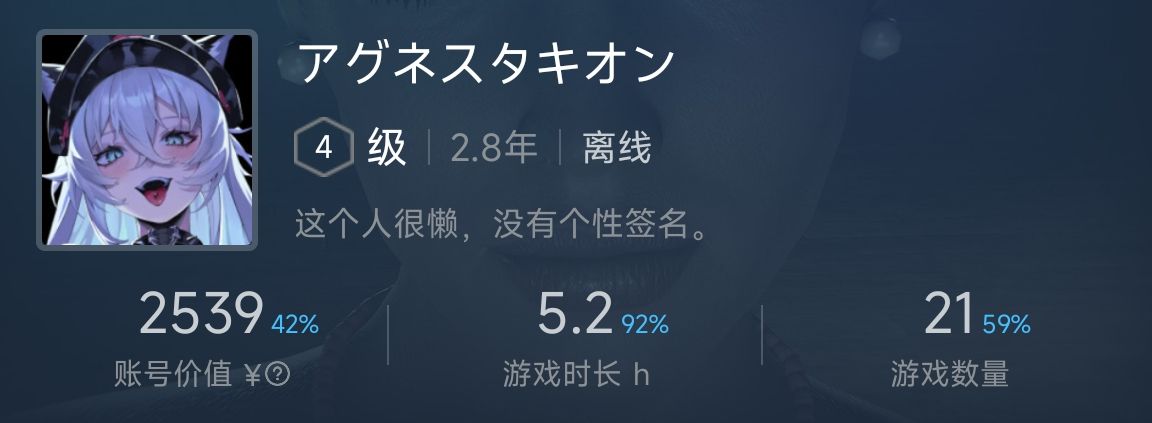 アグネスタキオン
4 级 | 2.8年 | 离线
这个人很懒，没有个性签名。
2539 42% 5.2 92% 21 59%
账号价值 ¥? 游戏时长 h 游戏数量